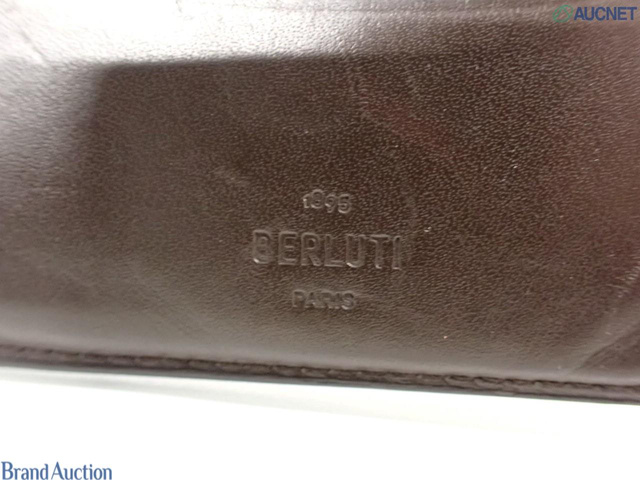 AUCNET
1895
BERLUTI
PARIS
Brand Auction